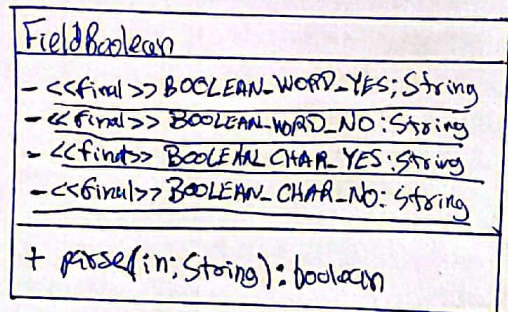 FieldBoolean
- <<final>> BOOLEAN_WORD_YES: String
- <<final>> BOOLEAN_WORD_NO: String
- <<final>> BOOLEAN_CHAR_YES: String
- <<final>> BOOLEAN_CHAR_NO: String
+ parse(in: String): boolean